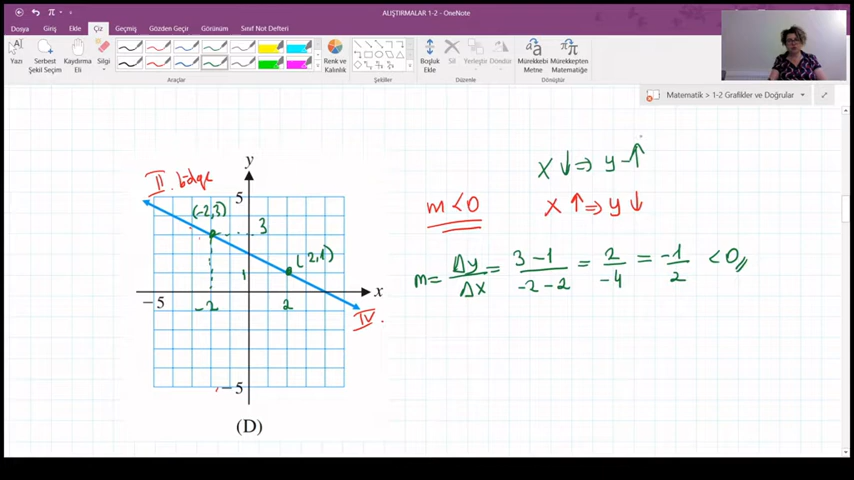 ALIŞTIRMALAR 1-2 - OneNote
Dosya Giriş Ekle Çiz Geçmiş Gözden Geçir Görünüm Sınıf Not Defteri
Yazı Serbest Şekil Seçim Kaydırma Eli Silgi Renk ve Kalınlık Boşluk Ekle Sil Yerleştir Döndür Mürekkebi Metne Mürekkepten Matematiğe
Araçlar Şekiller Düzenle Dönüştür
Matematik > 1-2 Grafikler ve Doğrular
II. bölge
y
5
(-2,3)
3
(2,1)
1
x
-5
-2
2
IV.
-5
(D)
x ↓ ⇒ y ↑
m < 0
x ↑ ⇒ y ↓
m = Δy/Δx = 3-1/-2-2 = 2/-4 = -1/2 < 0